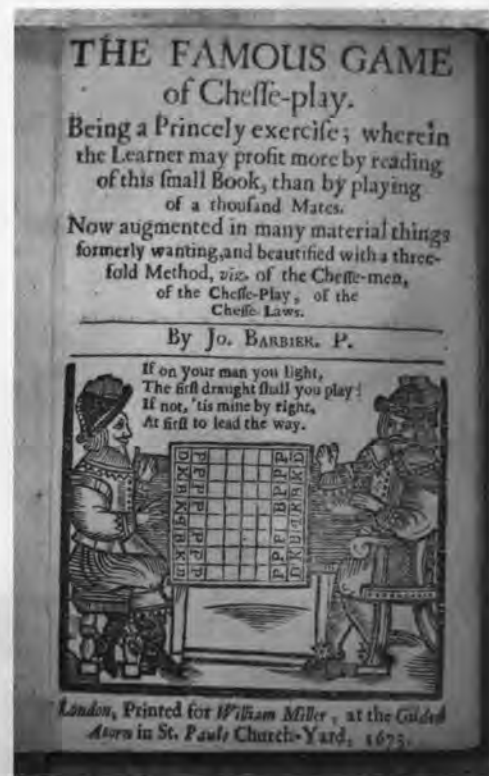 THE FAMOUS GAME
of Cheſſe-play.
Being a Princely exerciſe; wherein
the Learner may profit more by reading
of this ſmall Book, than by playing
of a thouſand Mates.
Now augmented in many material things
formerly wanting, and beautified with a three-
fold Method, viz. of the Cheſſe-men,
of the Cheſſe-Play, of the
Cheſſe Laws.
By JO. BARBIER. P.
If on your man you light,
The firſt draught ſhall you play;
If not, 'tis mine by right,
At firſt to lead the way.
London, Printed for William Miller, at the Gilded
Acorn in St. Pauls Church-Yard, 1673.